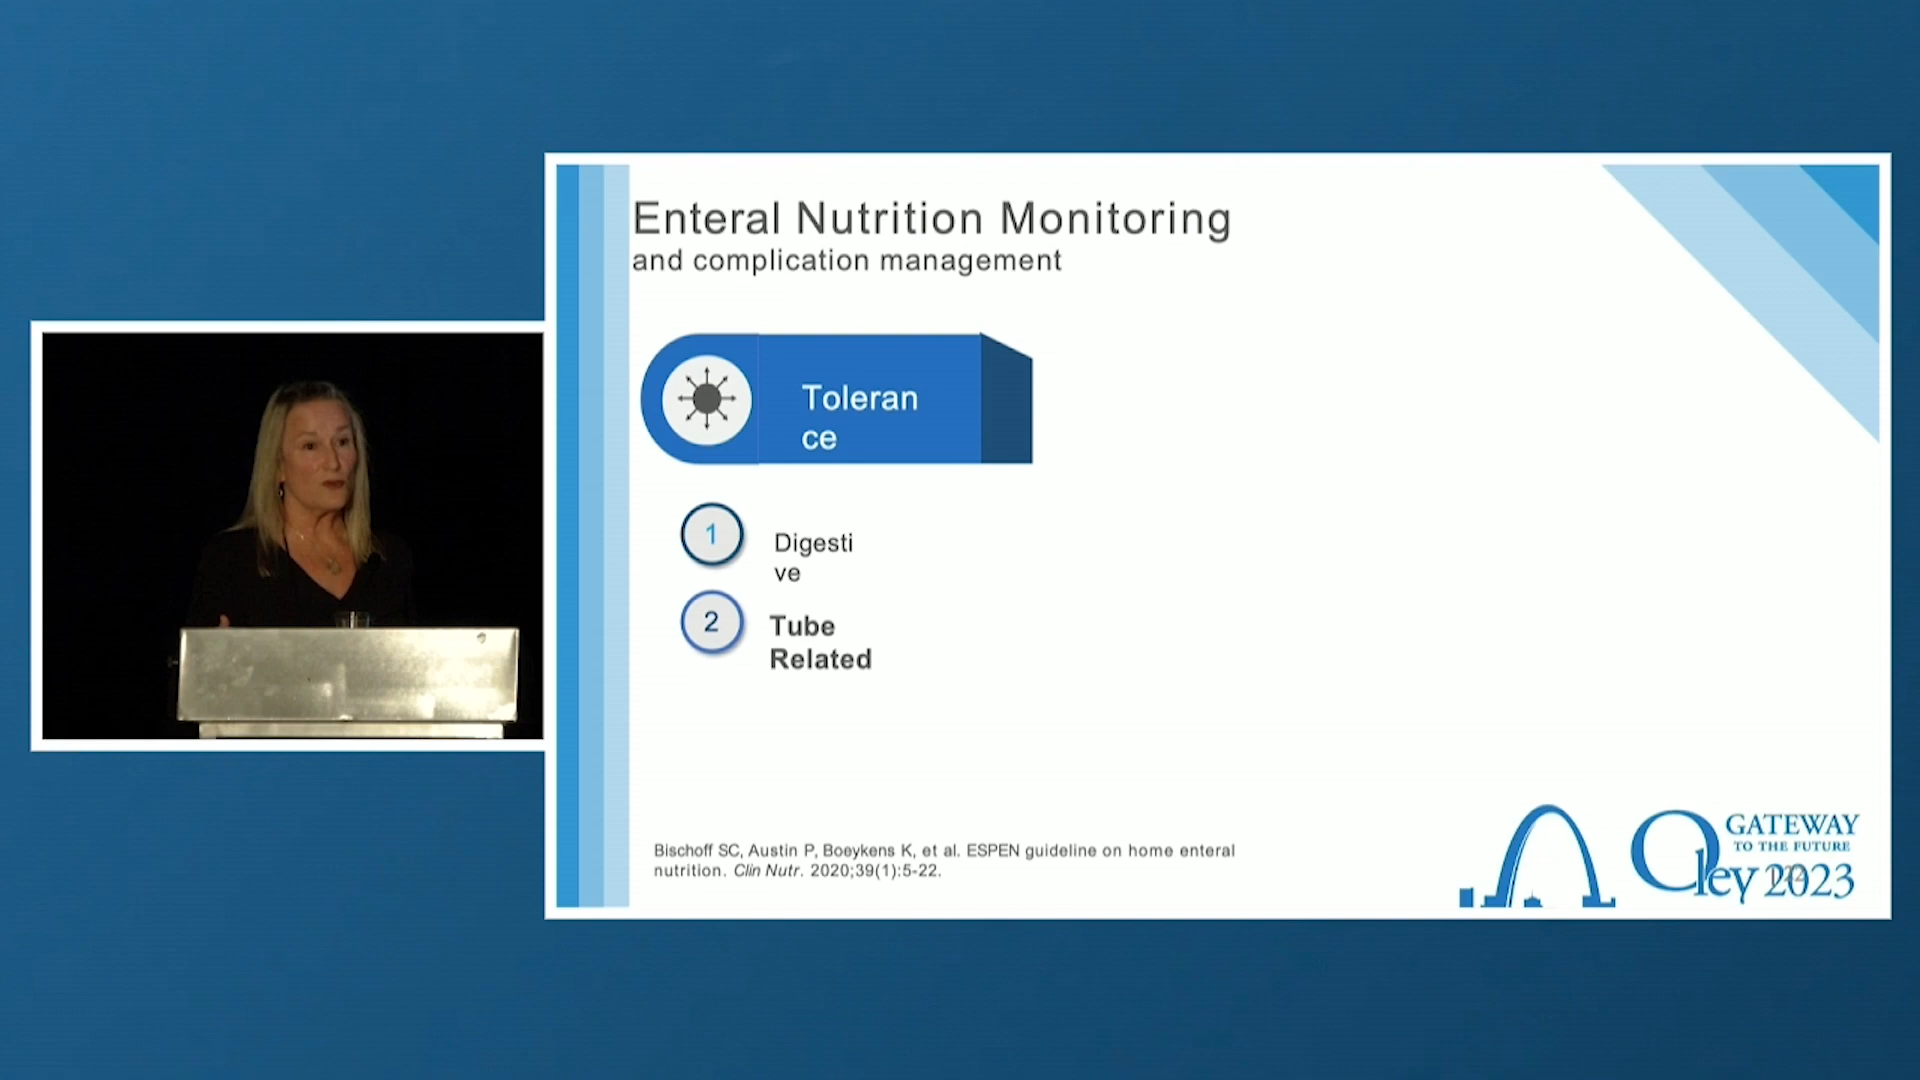 Enteral Nutrition Monitoring
and complication management
Toleran
ce
1
Digesti
ve
2
Tube
Related
Bischoff SC, Austin P, Boeykens K, et al. ESPEN guideline on home enteral
nutrition. Clin Nutr. 2020;39(1):5-22.
GATEWAY
TO THE FUTURE
Oley 2023